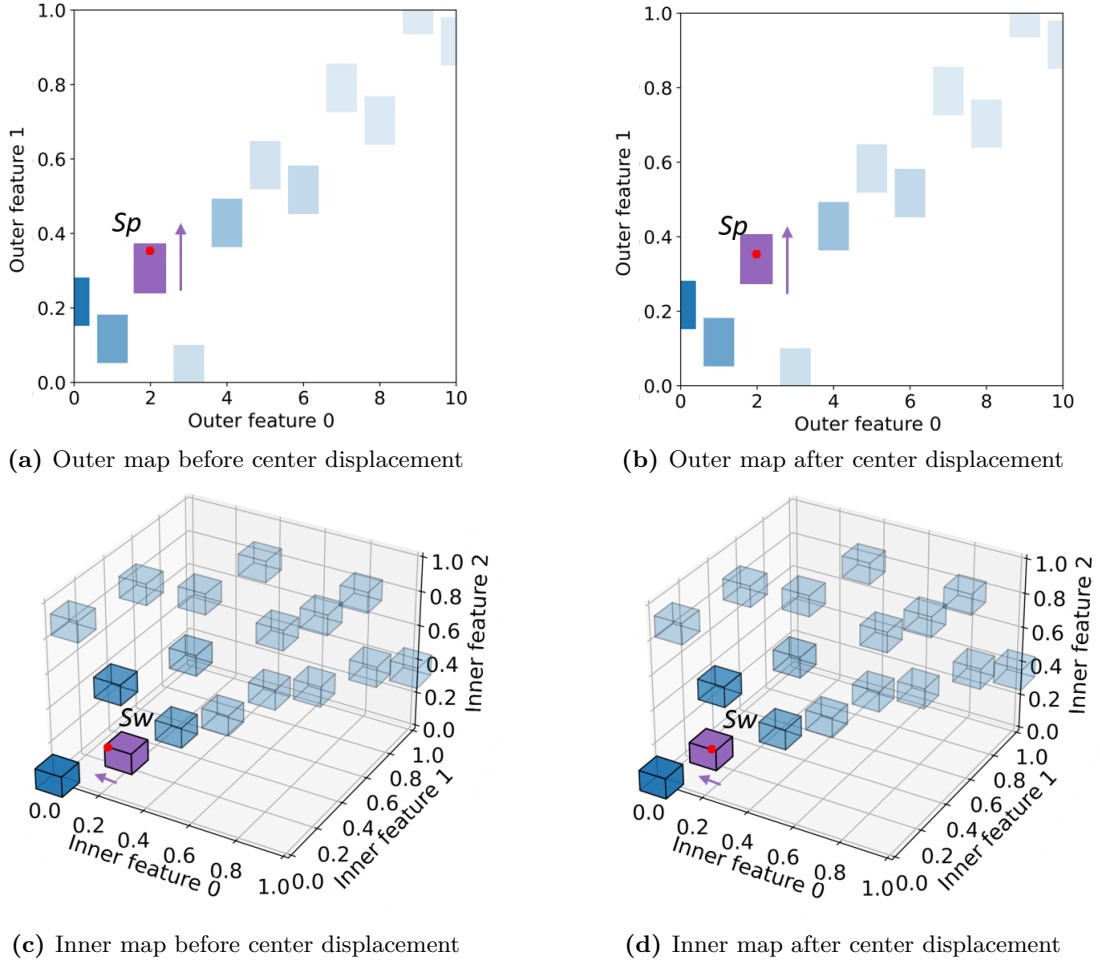 1.0
0.8
0.6
0.4
0.2
0.0
Outer feature 1
Sp
0 2 4 6 8 10
Outer feature 0
1.0
0.8
0.6
0.4
0.2
0.0
Outer feature 1
Sp
0 2 4 6 8 10
Outer feature 0
(a) Outer map before center displacement
(b) Outer map after center displacement
Sw
0.0 0.2 0.4 0.6 0.8 1.0
Inner feature 0
0.0 0.2 0.4 0.6 0.8 1.0
Inner feature 1
0.0 0.2 0.4 0.6 0.8 1.0
Inner feature 2
Sw
0.0 0.2 0.4 0.6 0.8 1.0
Inner feature 0
0.0 0.2 0.4 0.6 0.8 1.0
Inner feature 1
0.0 0.2 0.4 0.6 0.8 1.0
Inner feature 2
(c) Inner map before center displacement
(d) Inner map after center displacement